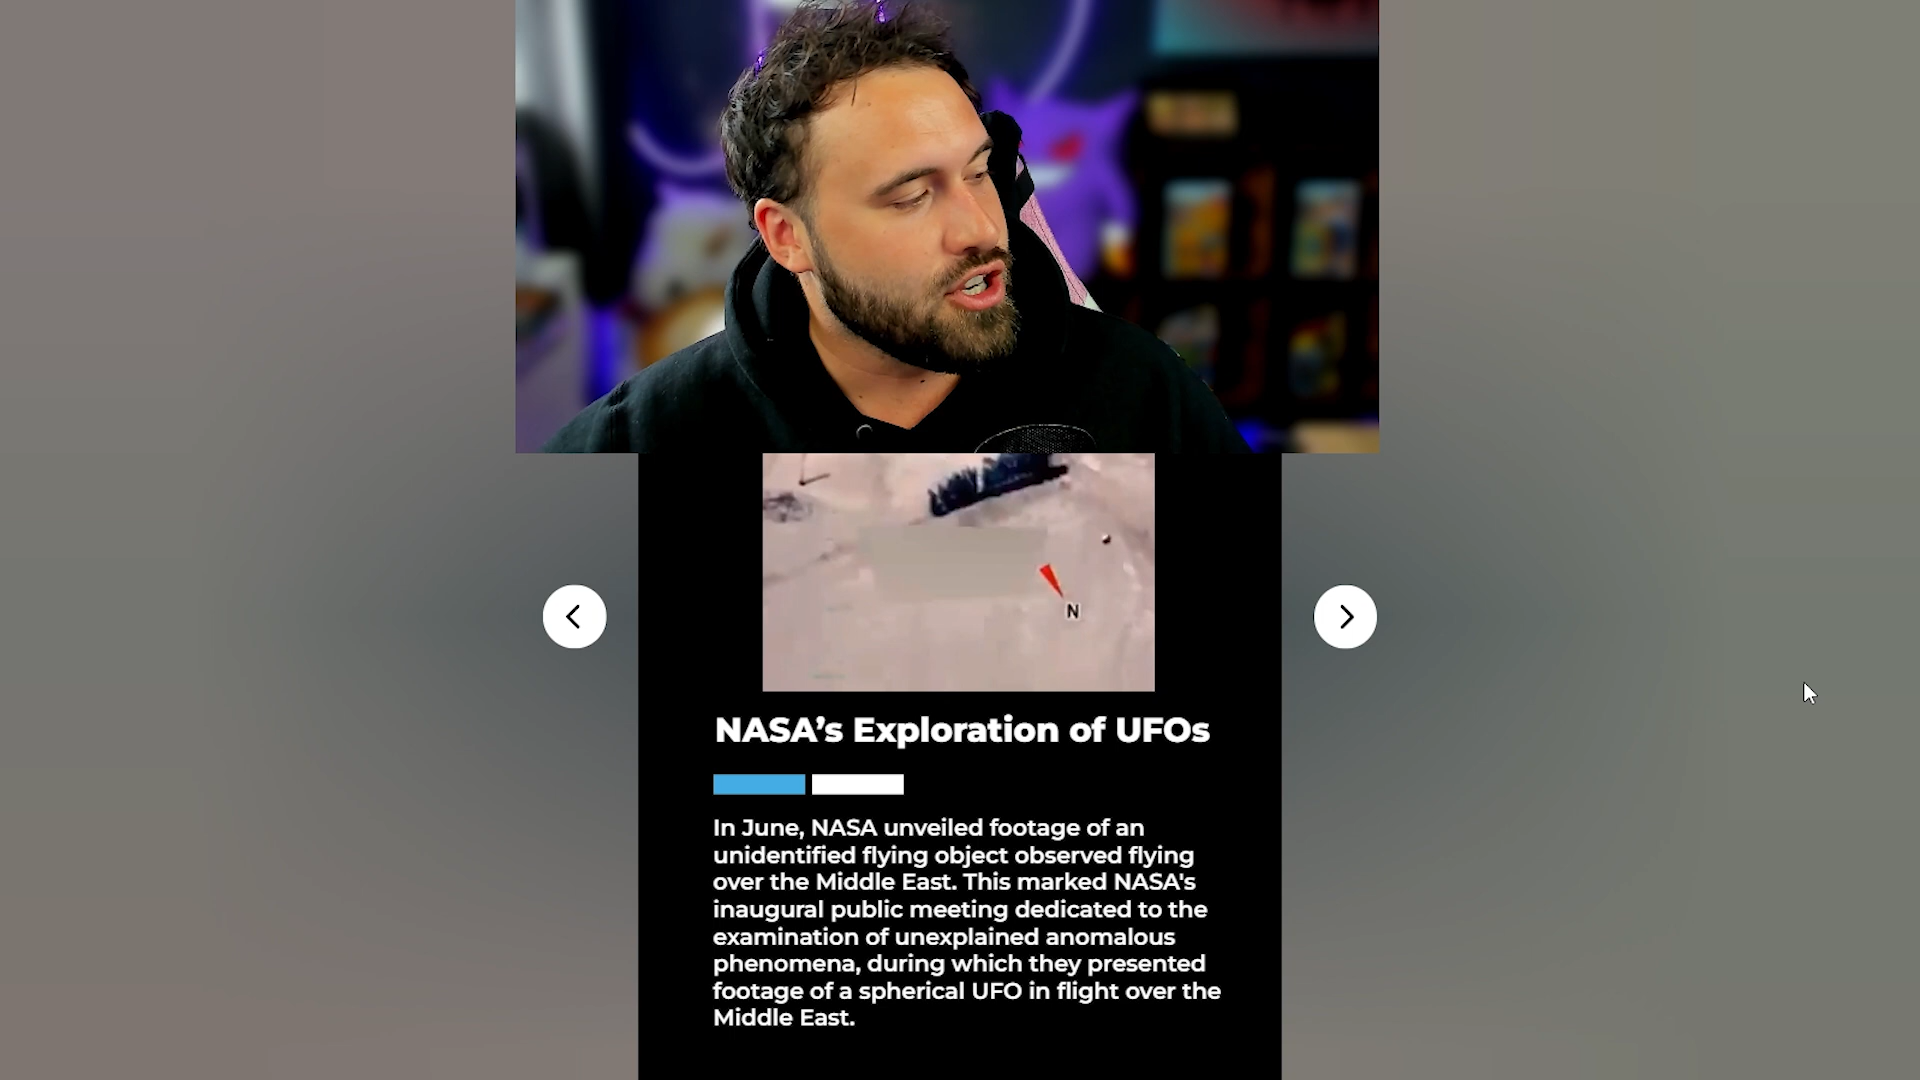 N
NASA’s Exploration of UFOs
In June, NASA unveiled footage of an
unidentified flying object observed flying
over the Middle East. This marked NASA's
inaugural public meeting dedicated to the
examination of unexplained anomalous
phenomena, during which they presented
footage of a spherical UFO in flight over the
Middle East.